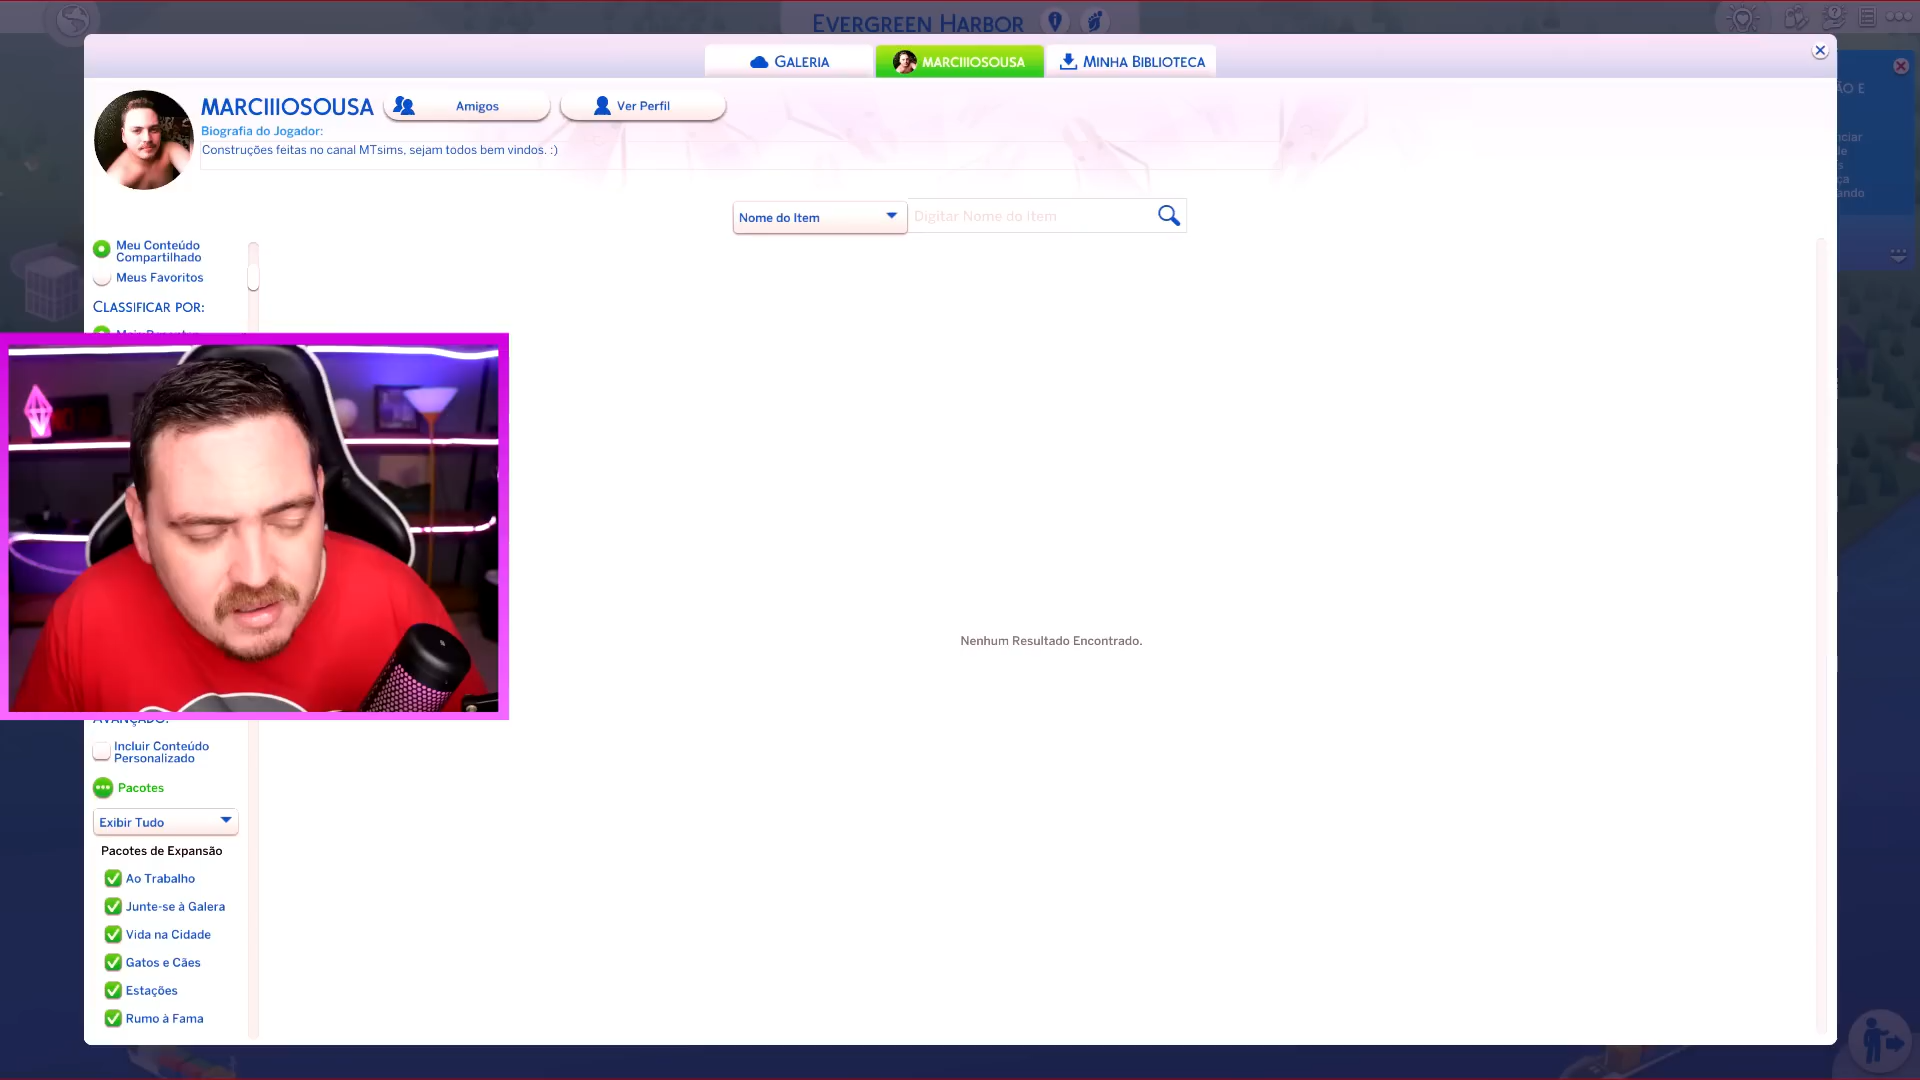 EVERGREEN HARBOR
GALERIA
MARCIIIOSOUSA
MINHA BIBLIOTECA
MARCIIIOSOUSA
Amigos
Ver Perfil
Biografia do Jogador:
Construções feitas no canal MTsims, sejam todos bem vindos. :)
Nome do Item
Digitar Nome do Item
Meu Conteúdo
Compartilhado
Meus Favoritos
CLASSIFICAR POR:
Nenhum Resultado Encontrado.
AVANÇADO:
Incluir Conteúdo
Personalizado
Pacotes
Exibir Tudo
Pacotes de Expansão
Ao Trabalho
Junte-se à Galera
Vida na Cidade
Gatos e Cães
Estações
Rumo à Fama